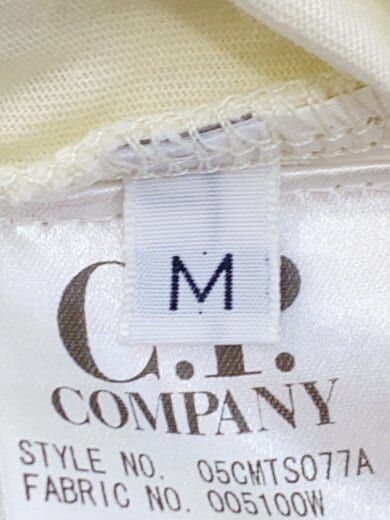 M
C.P.
COMPANY
STYLE NO. 05CMTS077A
FABRIC NO. 005100W